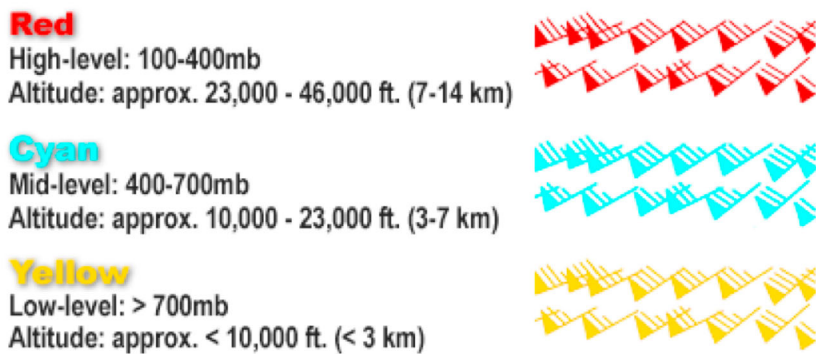 Red
High-level: 100-400mb
Altitude: approx. 23,000 - 46,000 ft. (7-14 km)
Cyan
Mid-level: 400-700mb
Altitude: approx. 10,000 - 23,000 ft. (3-7 km)
Yellow
Low-level: > 700mb
Altitude: approx. < 10,000 ft. (< 3 km)